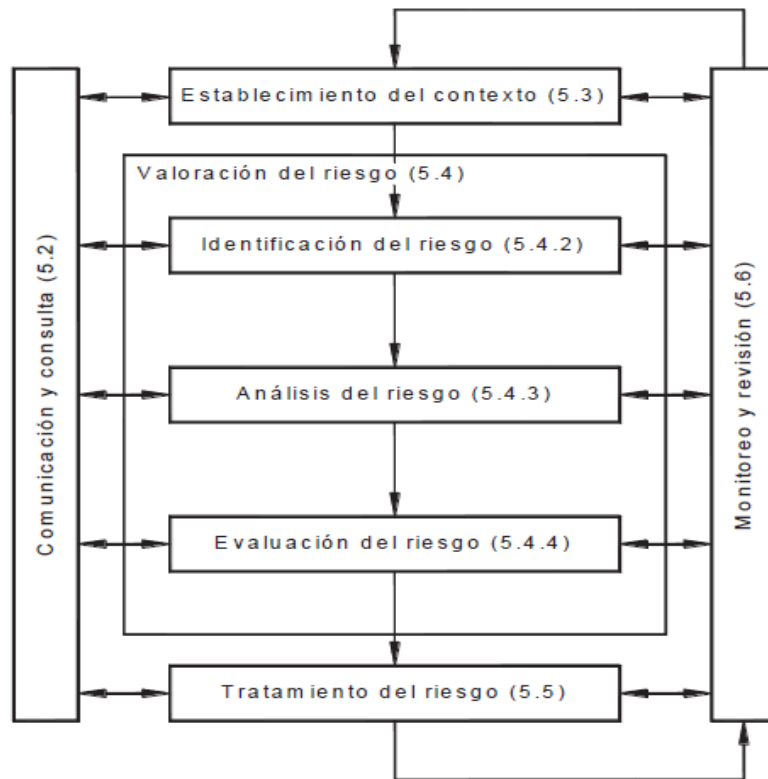 Establecimiento del contexto (5.3)
Valoración del riesgo (5.4)
Identificación del riesgo (5.4.2)
Análisis del riesgo (5.4.3)
Evaluación del riesgo (5.4.4)
Tratamiento del riesgo (5.5)
Comunicación y consulta (5.2)
Monitoreo y revisión (5.6)